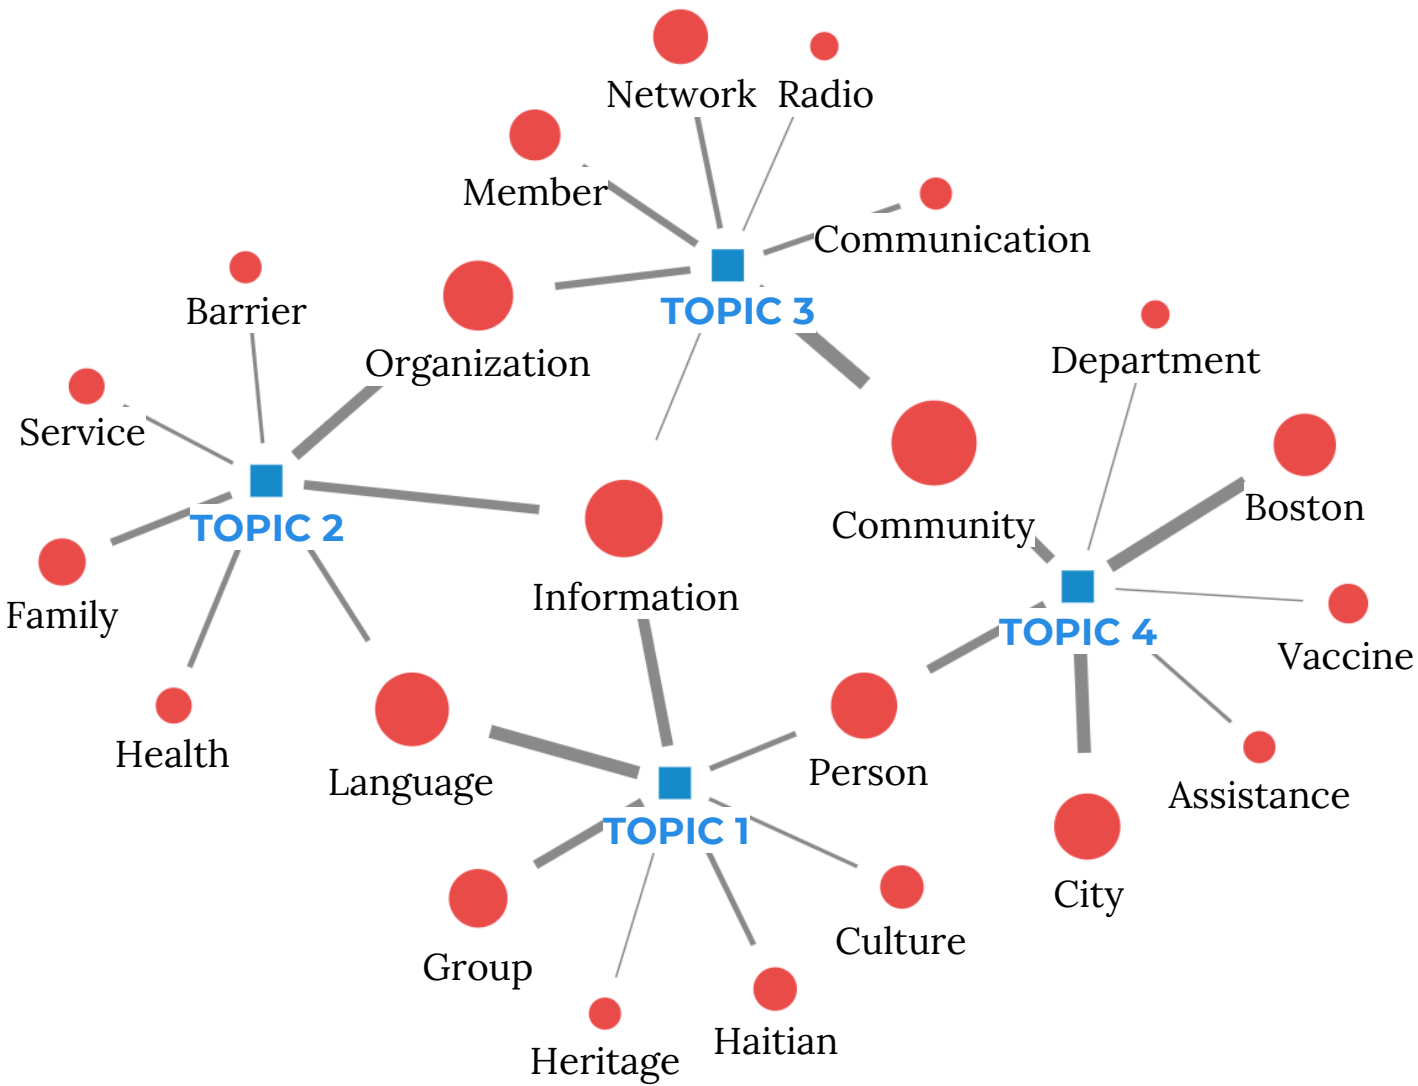 Network
Radio
Member
Communication
Barrier
TOPIC 3
Organization
Department
Service
Boston
Community
TOPIC 2
Information
Family
TOPIC 4
Vaccine
Health
Language
Person
Assistance
TOPIC 1
City
Culture
Group
Haitian
Heritage